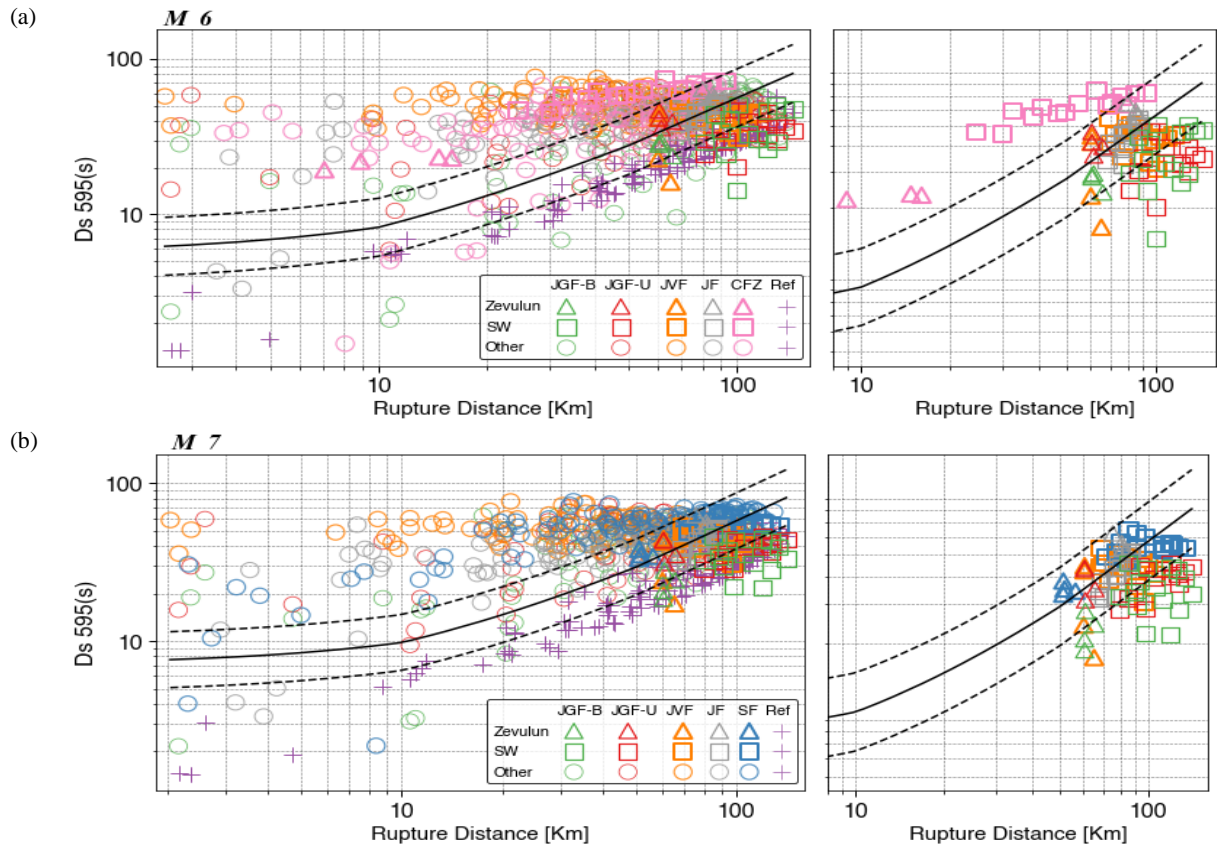 (a)
M 6
100
10
Ds 595(s)
JGF-B JGF-U JVF JF CFZ Ref
Zevulun
SW
Other
10 100
Rupture Distance [Km]
10 100
Rupture Distance [Km]
(b)
M 7
100
10
Ds 595(s)
JGF-B JGF-U JVF JF SF Ref
Zevulun
SW
Other
10 100
Rupture Distance [Km]
10 100
Rupture Distance [Km]